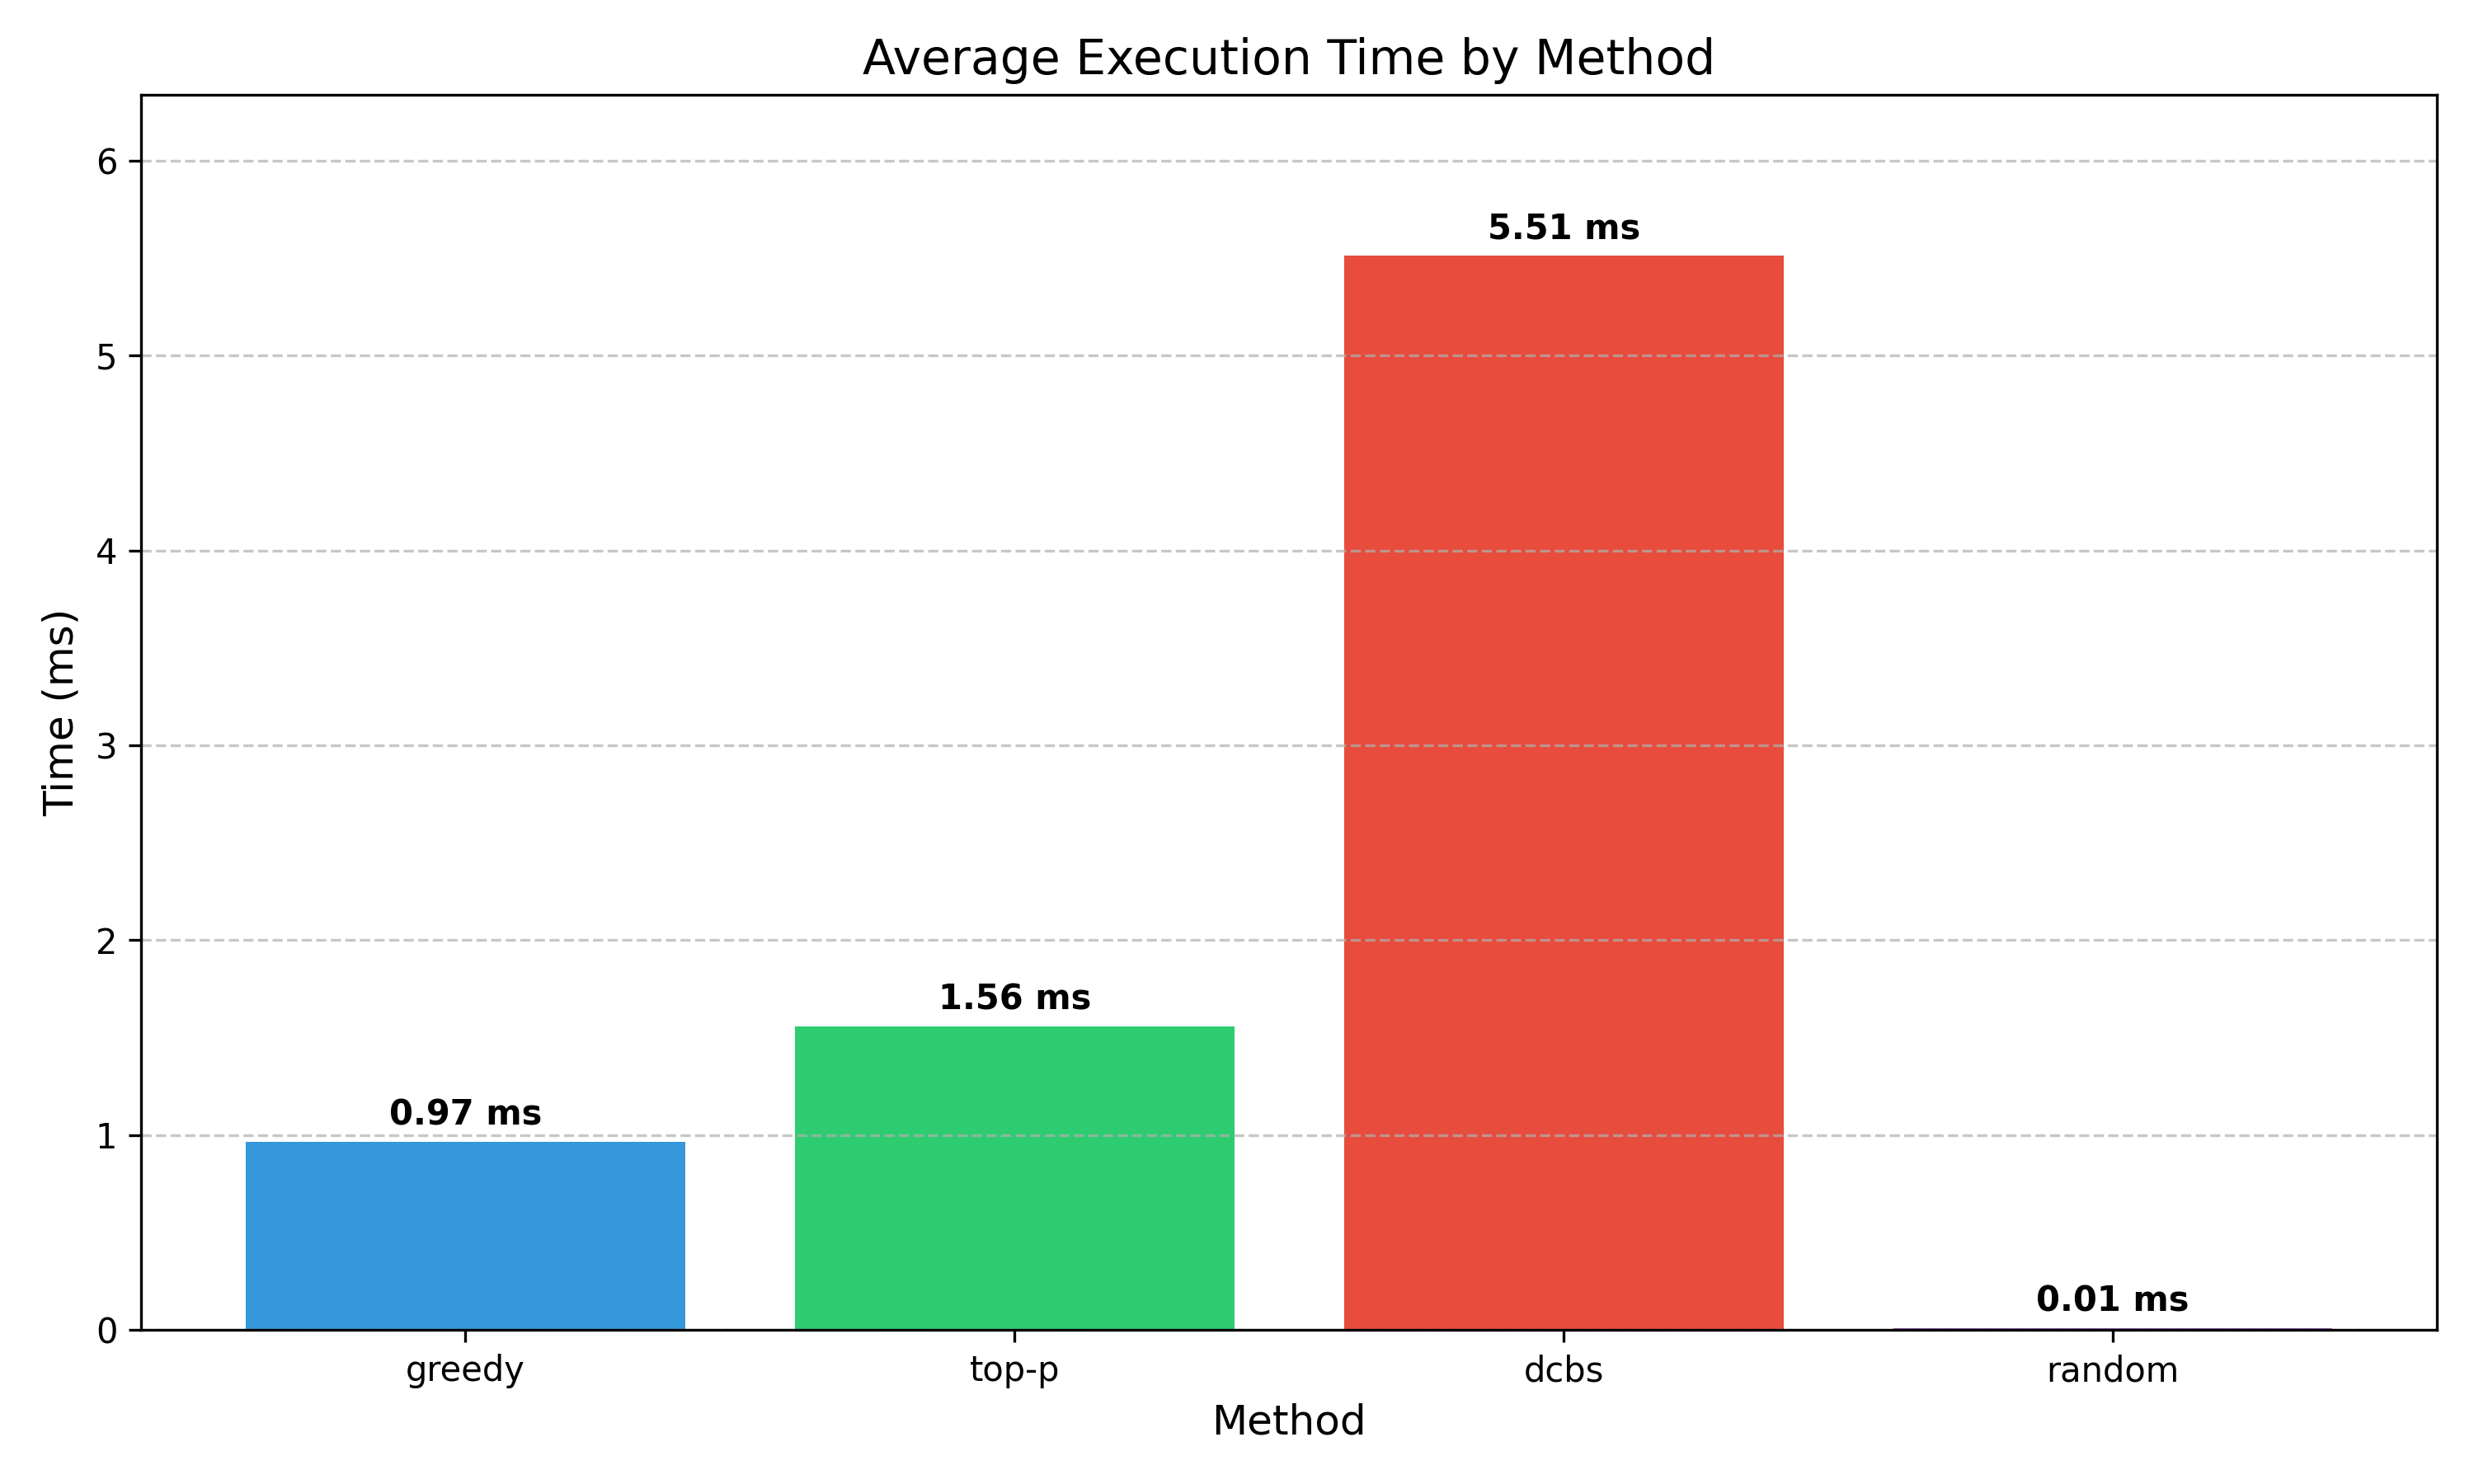 Average Execution Time by Method
6
5
4
3
2
1
0
Time (ms)
0.97 ms
1.56 ms
5.51 ms
0.01 ms
greedy
top-p
dcbs
random
Method